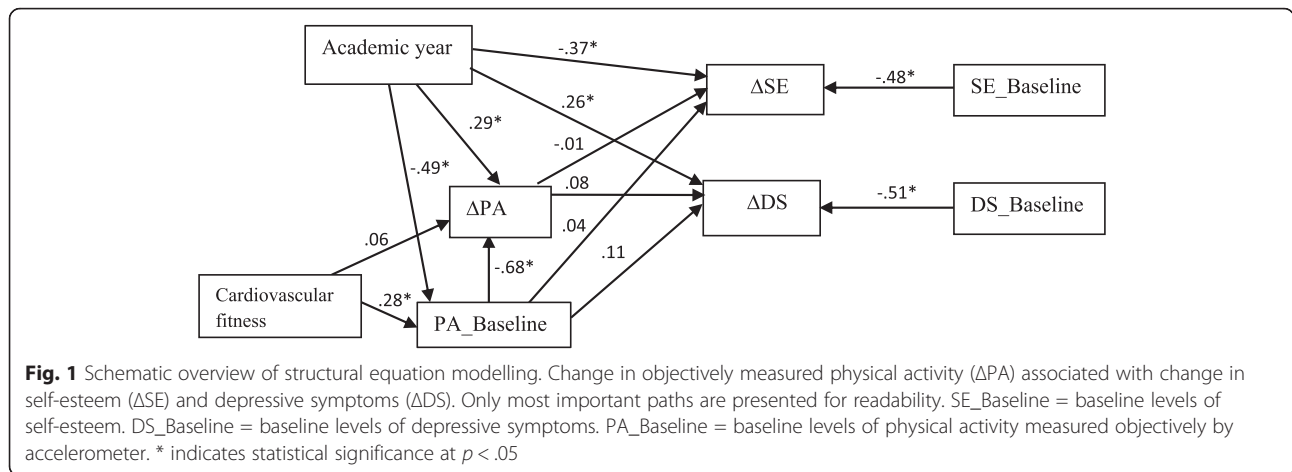 Academic year
-.37*
ΔSE
-.48*
SE_Baseline
.26*
.29*
-.01
-.49*
ΔPA
.08
ΔDS
-.51*
DS_Baseline
.06
.04
.11
-.68*
Cardiovascular
fitness
.28*
PA_Baseline
Fig. 1 Schematic overview of structural equation modelling. Change in objectively measured physical activity (ΔPA) associated with change in
self-esteem (ΔSE) and depressive symptoms (ΔDS). Only most important paths are presented for readability. SE_Baseline = baseline levels of
self-esteem. DS_Baseline = baseline levels of depressive symptoms. PA_Baseline = baseline levels of physical activity measured objectively by
accelerometer. * indicates statistical significance at p < .05